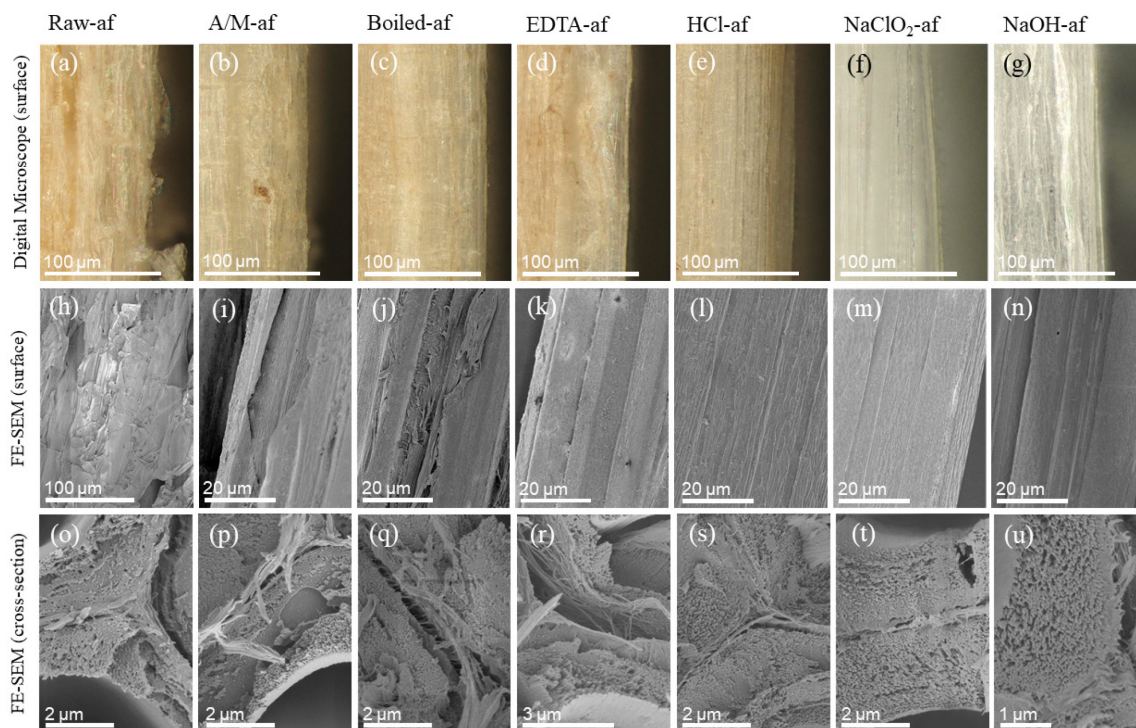 Raw-af A/M-af Boiled-af EDTA-af HCl-af NaClO₂-af NaOH-af
Digital Microscope (surface)
(a) (b) (c) (d) (e) (f) (g)
100 μm 100 μm 100 μm 100 μm 100 μm 100 μm 100 μm
FE-SEM (surface)
(h) (i) (j) (k) (l) (m) (n)
100 μm 20 μm 20 μm 20 μm 20 μm 20 μm 20 μm
FE-SEM (cross-section)
(o) (p) (q) (r) (s) (t) (u)
2 μm 2 μm 2 μm 3 μm 2 μm 2 μm 1 μm